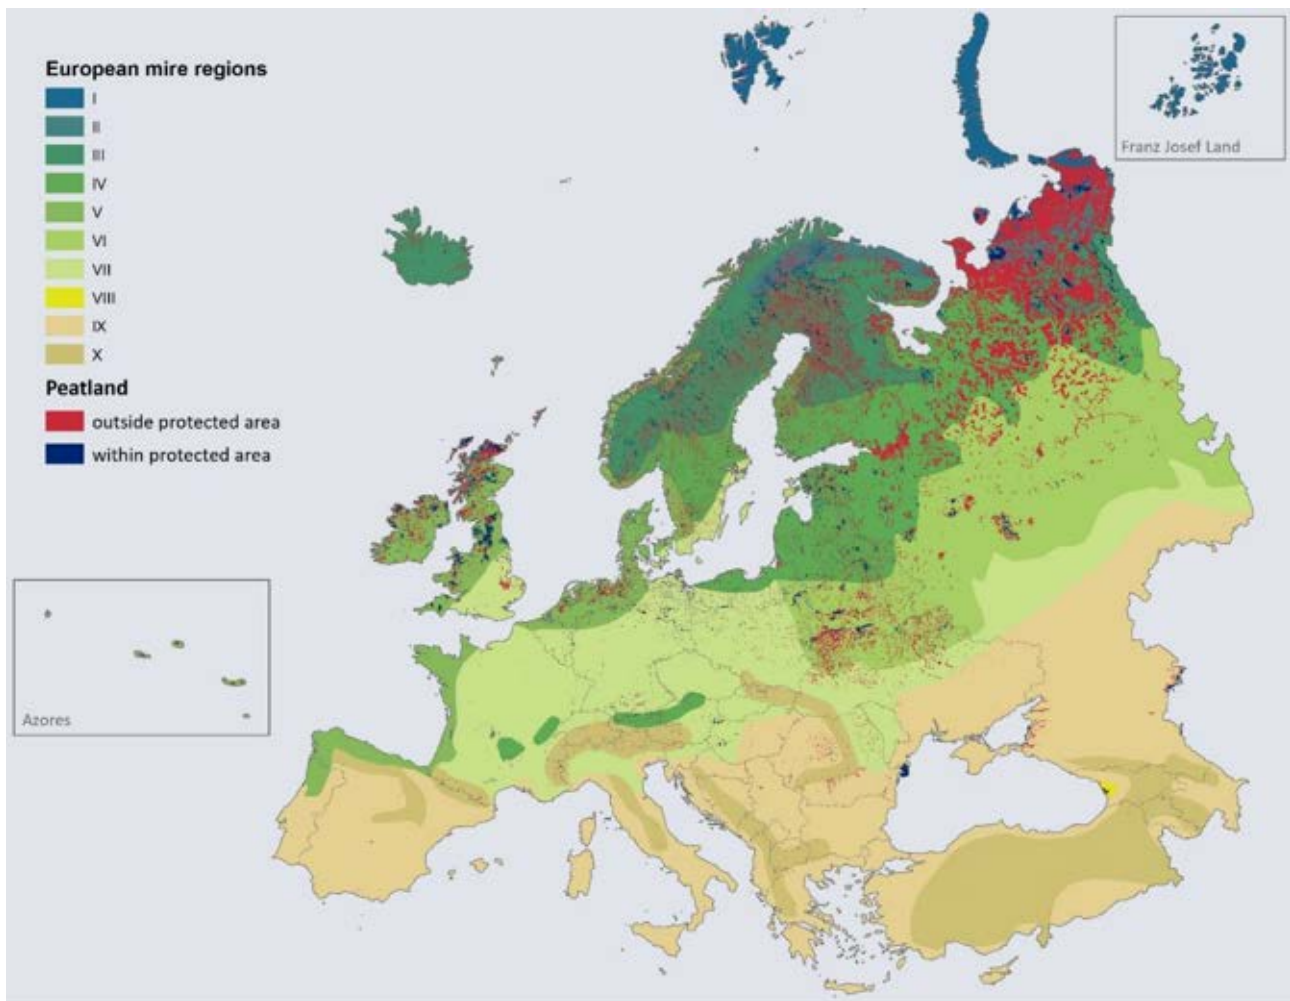 European mire regions
I
II
III
IV
V
VI
VII
VIII
IX
X
Peatland
outside protected area
within protected area
Franz Josef Land
Azores